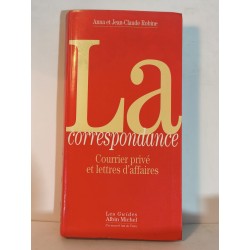 Anna et Jean-Claude Robine
La
correspondance
Courrier privé
et lettres d'affaires
Les Guides
Albin Michel